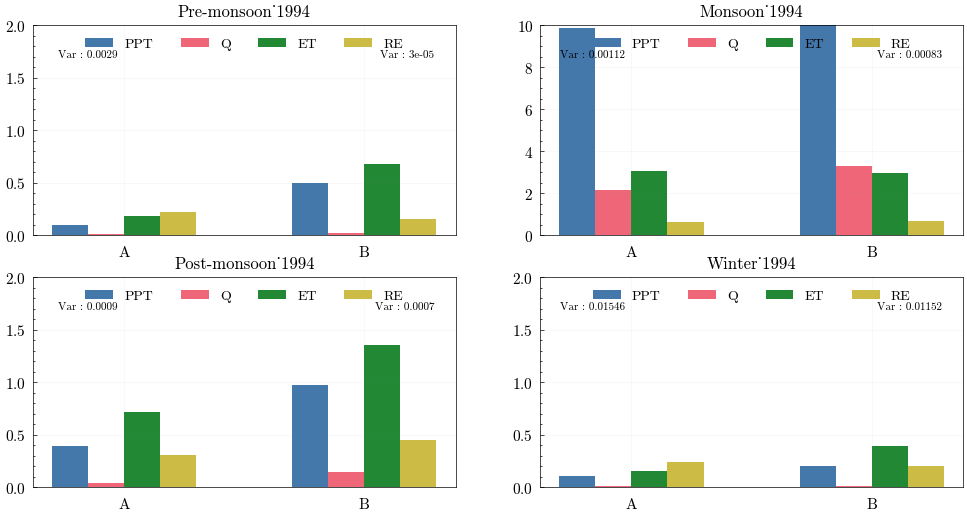 Pre-monsoon˙1994
2.0
1.5
1.0
0.5
0.0
PPT Q ET RE
Var : 0.0029 Var : 3e-05
A B
Monsoon˙1994
10
8
6
4
2
0
PPT Q ET RE
Var : 0.00112 Var : 0.00083
A B
Post-monsoon˙1994
2.0
1.5
1.0
0.5
0.0
PPT Q ET RE
Var : 0.0009 Var : 0.0007
A B
Winter˙1994
2.0
1.5
1.0
0.5
0.0
PPT Q ET RE
Var : 0.01546 Var : 0.01152
A B